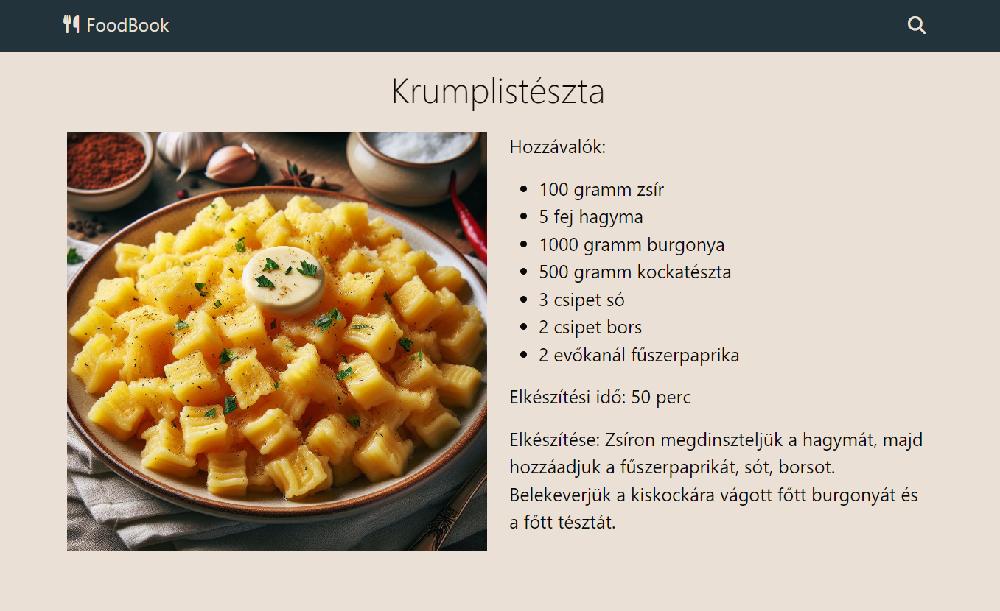 FoodBook
Krumplistészta
Hozzávalók:
100 gramm zsír
5 fej hagyma
1000 gramm burgonya
500 gramm kockatészta
3 csipet só
2 csipet bors
2 evőkanál fűszerpaprika
Elkészítési idő: 50 perc
Elkészítése: Zsíron megdinszteljük a hagymát, majd
hozzáadjuk a fűszerpaprikát, sót, borsot.
Belekeverjük a kiskockára vágott főtt burgonyát és
a főtt tésztát.